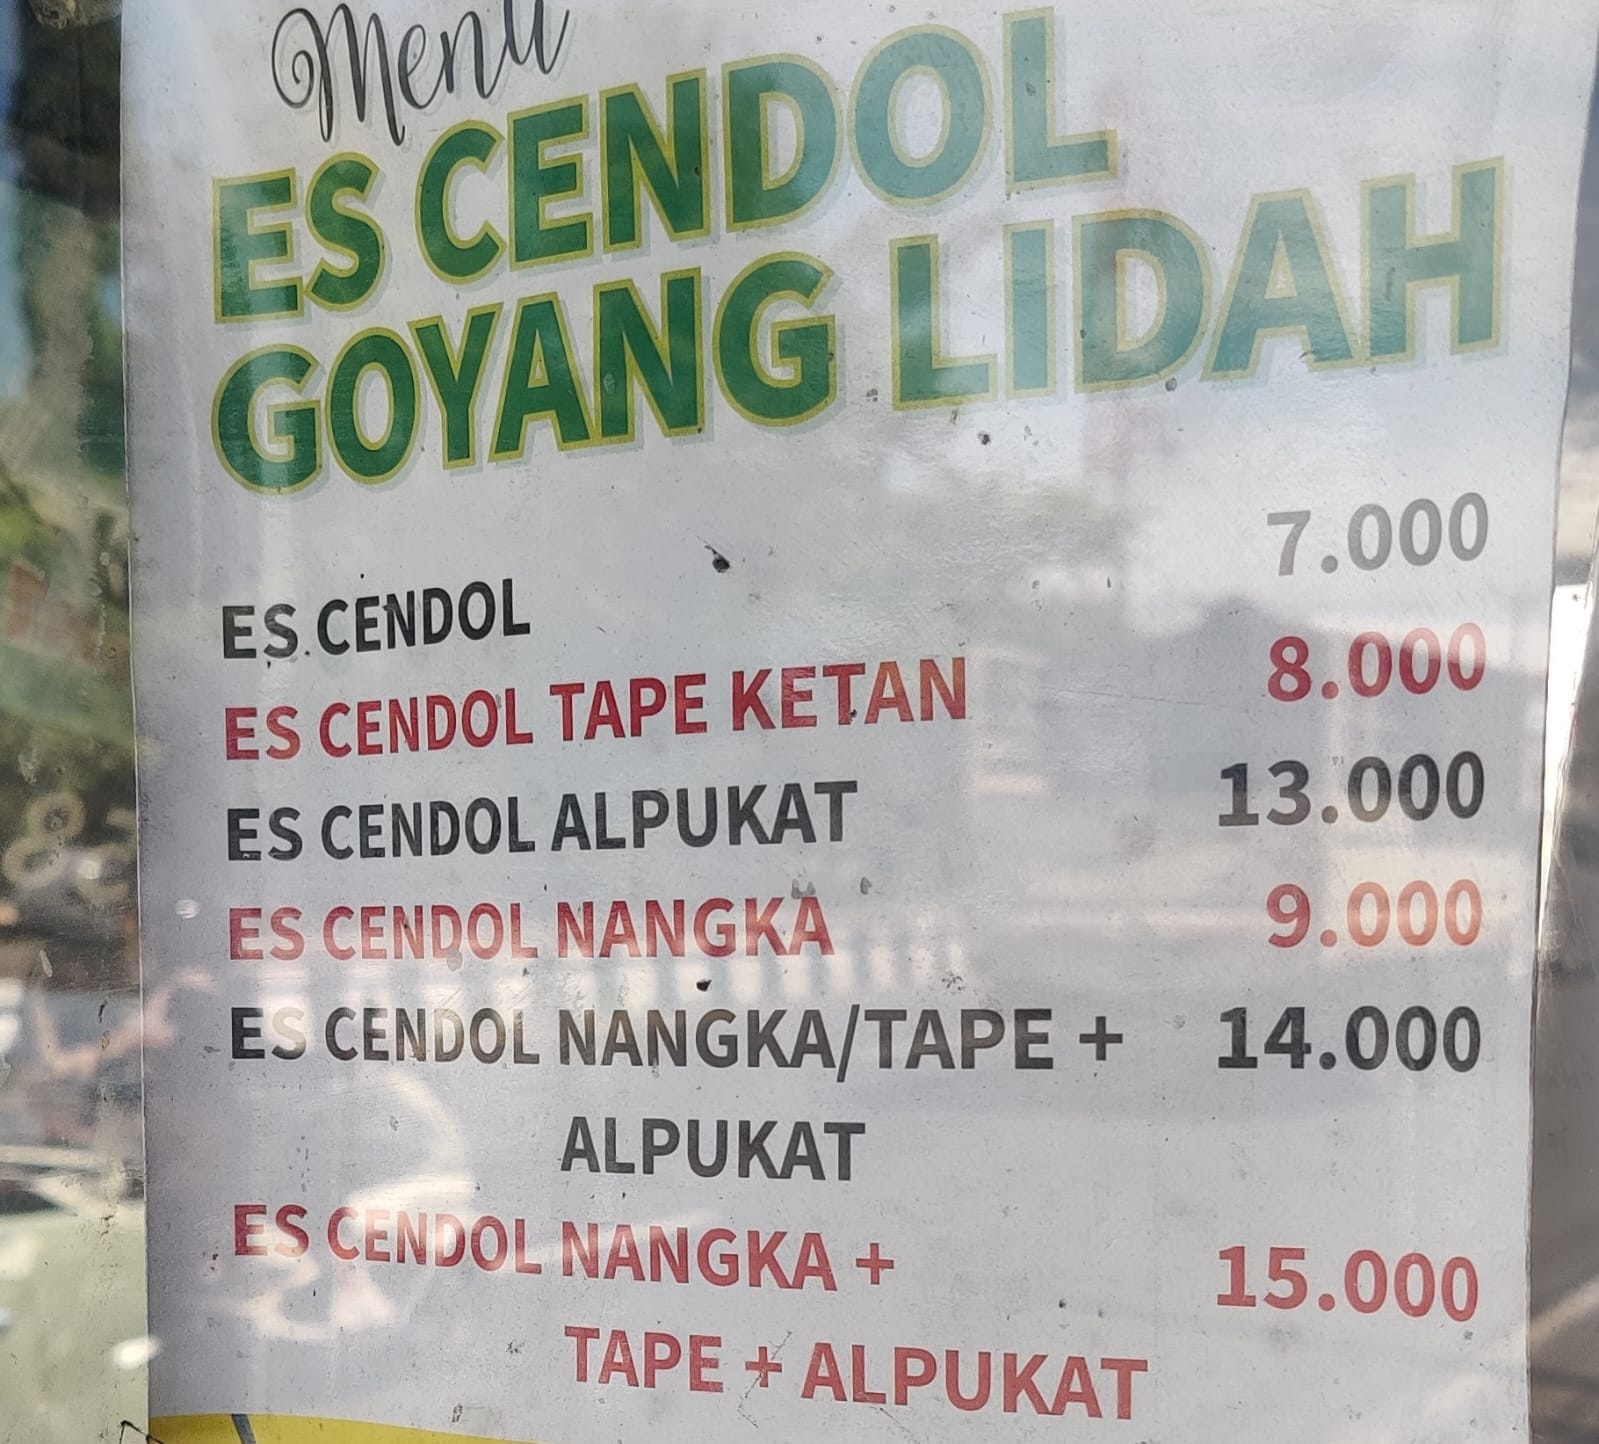 Menu
ES CENDOL
GOYANG LIDAH
ES CENDOL 7.000
ES CENDOL TAPE KETAN 8.000
ES CENDOL ALPUKAT 13.000
ES CENDOL NANGKA 9.000
ES CENDOL NANGKA/TAPE + 14.000
ALPUKAT
ES CENDOL NANGKA + 15.000
TAPE + ALPUKAT